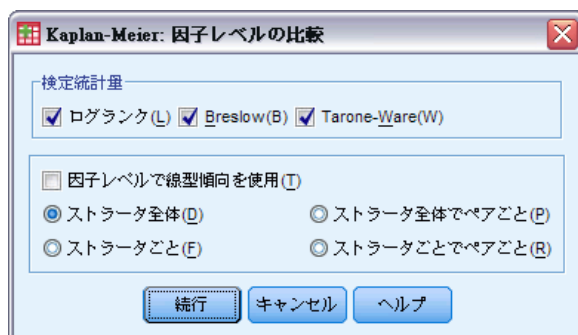 Kaplan-Meier: 因子レベルの比較
検定統計量
ログランク(L) Breslow(B) Tarone-Ware(W)
因子レベルで線型傾向を使用(T)
ストラータ全体(D) ストラータ全体でペアごと(P)
ストラータごと(F) ストラータごとでペアごと(R)
続行 キャンセル ヘルプ